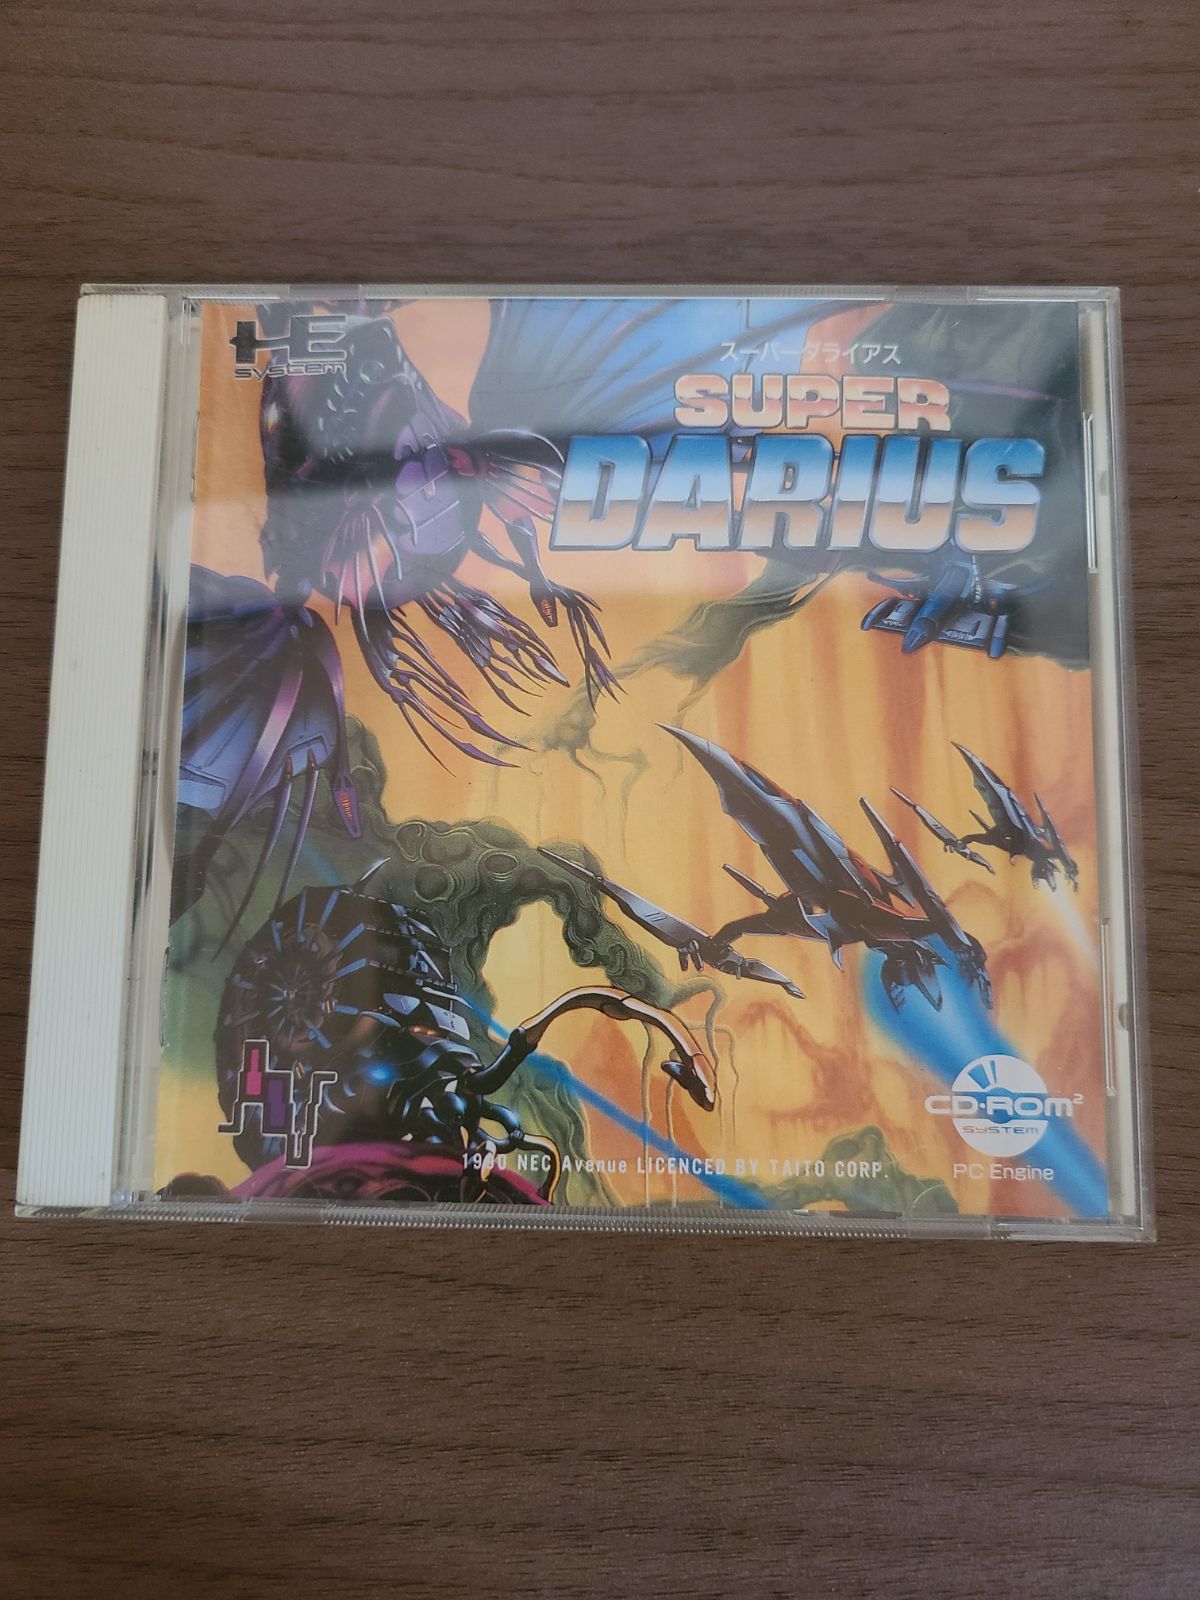 HE
system
スーパーダライアス
SUPER
DARIUS
CD·ROM²
SYSTEM
1990 NEC Avenue LICENCED BY TAITO CORP.
PC Engine